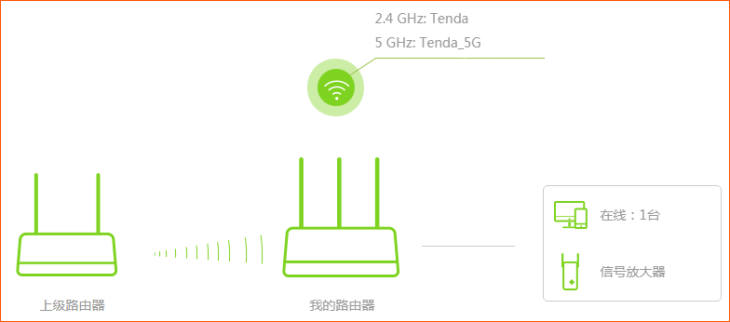 2.4 GHz: Tenda
5 GHz: Tenda_5G
在线：1台
信号放大器
上级路由器
我的路由器